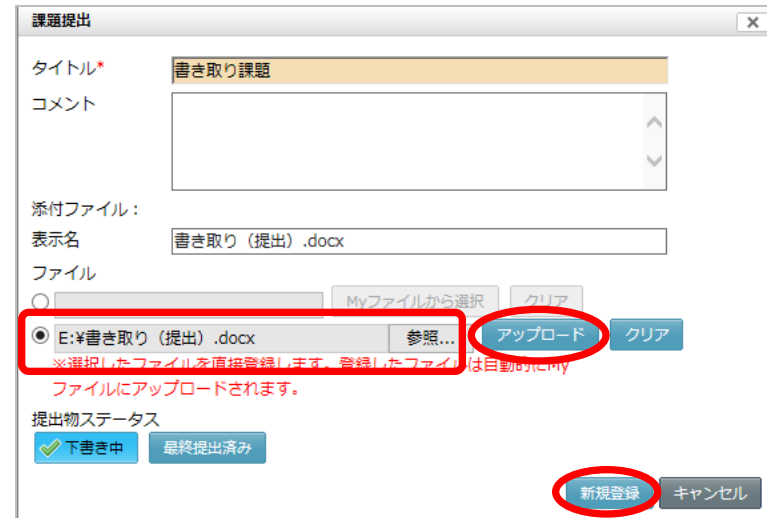 課題提出
タイトル* 書き取り課題
コメント
添付ファイル：
表示名 書き取り（提出）.docx
ファイル
Myファイルから選択 クリア
E:¥書き取り（提出）.docx 参照... アップロード クリア
※選択したファイルを直接登録します。登録したファイルは自動的にMy
ファイルにアップロードされます。
提出物ステータス
下書き中 最終提出済み
新規登録 キャンセル